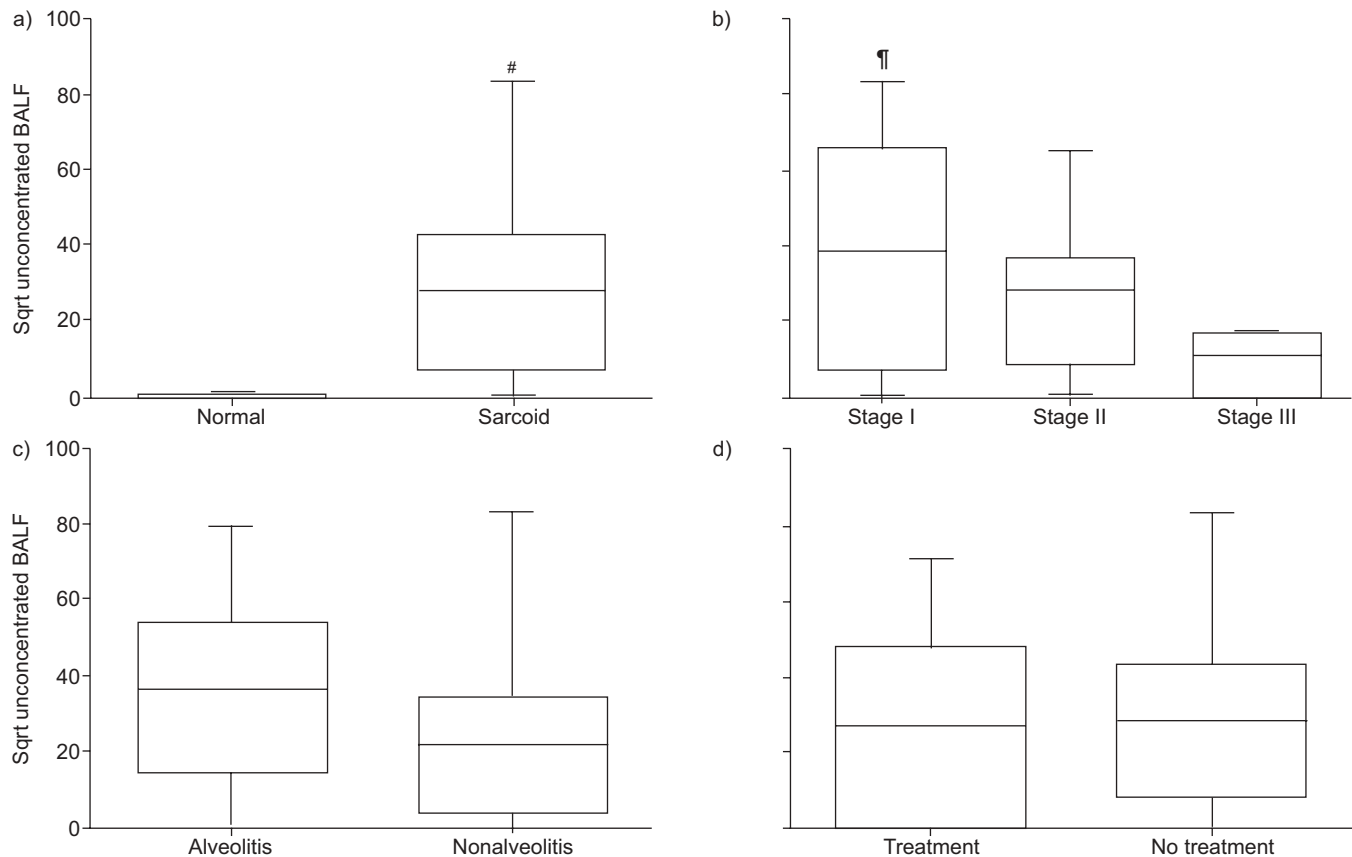 a)
100
80
60
40
20
0
Sqrt unconcentrated BALF
#
Normal Sarcoid
b)
¶
Stage I Stage II Stage III
c)
100
80
60
40
20
0
Sqrt unconcentrated BALF
Alveolitis Nonalveolitis
d)
Treatment No treatment